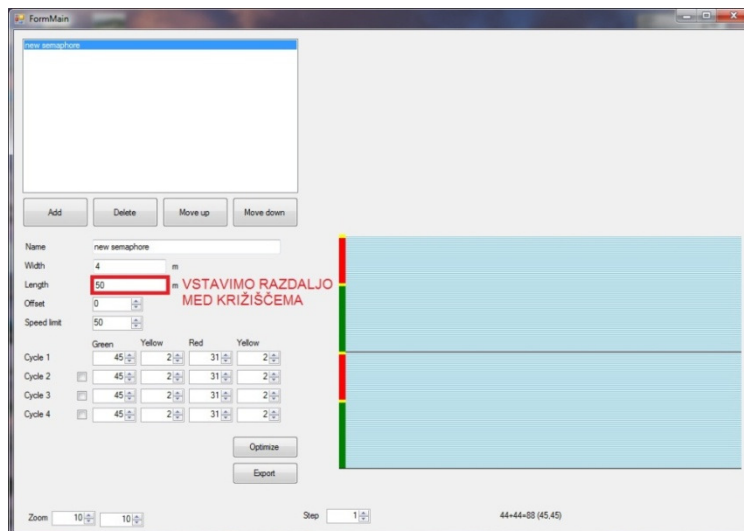 FormMain
new semaphore
Add Delete Move up Move down
Name new semaphore
Width 4 m
Length 50 m VSTAVIMO RAZDALJO
MED KRIŽIŠČEMA
Offset 0
Speed limit 50
Green Yellow Red Yellow
Cycle 1 45 2 31 2
Cycle 2 45 2 31 2
Cycle 3 45 2 31 2
Cycle 4 45 2 31 2
Optimize
Export
Zoom 10 10 Step 1 44+44=88 (45,45)